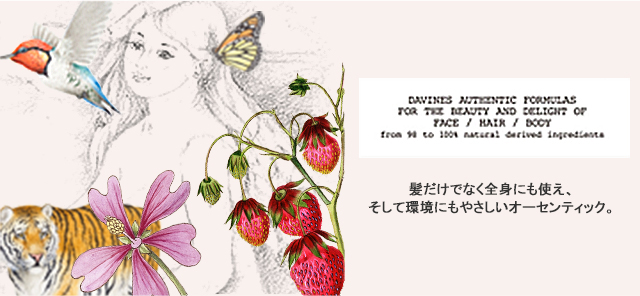 DAVINES AUTHENTIC FORMULAS
FOR THE BEAUTY AND DELIGHT OF
FACE / HAIR / BODY
from 98 to 100% natural derived ingredients
髪だけでなく全身にも使え、
そして環境にもやさしいオーセンティック。